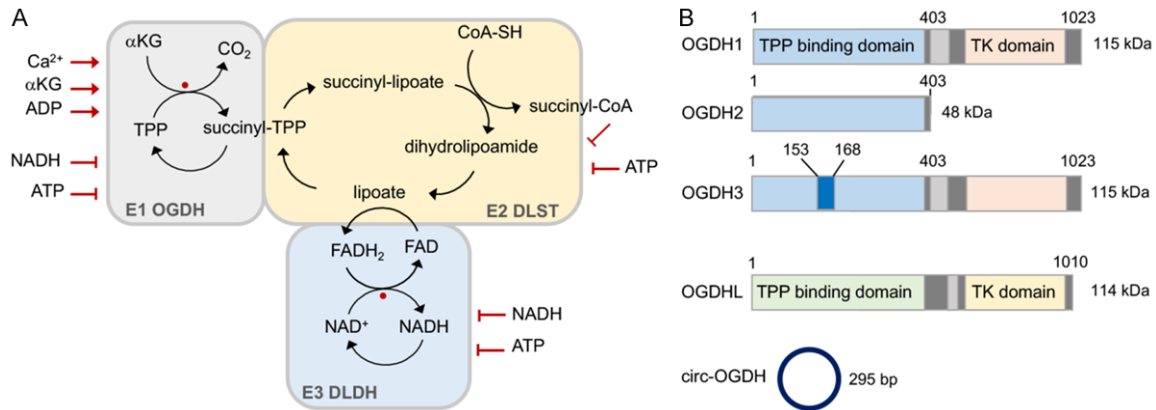 A
αKG
CO₂
Ca²⁺
αKG
ADP
TPP
succinyl-TPP
NADH
ATP
E1 OGDH
CoA-SH
succinyl-lipoate
succinyl-CoA
dihydrolipoamide
ATP
lipoate
E2 DLST
FADH₂
FAD
NAD⁺
NADH
NADH
ATP
E3 DLDH
B
1 403 1023
OGDH1 TPP binding domain TK domain 115 kDa
1 403
OGDH2 48 kDa
1 153 168 403 1023
OGDH3 115 kDa
1 1010
OGDHL TPP binding domain TK domain 114 kDa
circ-OGDH 295 bp